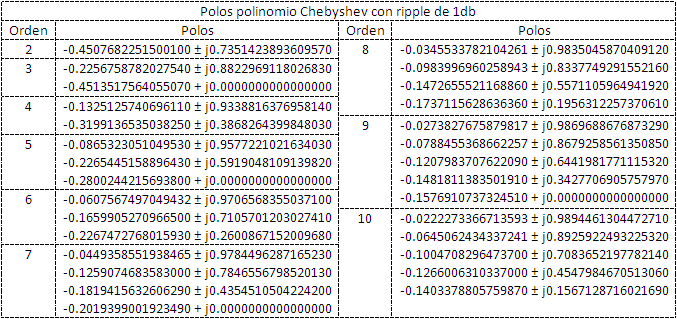 Polos polinomio Chebyshev con ripple de 1db
Orden Polos Orden Polos
2 -0.4507682251500100 ± j0.7351423893609570
3 -0.2256758782027540 ± j0.8822969118026830
-0.4513517564055070 + j0.0000000000000000
4 -0.1325125740696110 ± j0.9338816376958140
-0.3199136535038250 ± j0.3868264399848030
5 -0.0865323051049530 ± j0.9577221021634030
-0.2265445158896430 ± j0.5919048109139820
-0.2800244215693800 + j0.0000000000000000
6 -0.0607567497049432 ± j0.9706568355037100
-0.1659905270966500 ± j0.7105701203027410
-0.2267472768015930 ± j0.2600867152009680
7 -0.0449358551938465 ± j0.9784496287165230
-0.1259074683583000 ± j0.7846556798520130
-0.1819415632606290 ± j0.4354510504224200
-0.2019399001923490 + j0.0000000000000000
8 -0.0345533782104261 ± j0.9835045870409120
-0.0983996960258943 ± j0.8337749291552160
-0.1472655521168860 ± j0.5571105964941920
-0.1737115628636360 ± j0.1956312257370610
9 -0.0273827675879817 ± j0.9869688676873290
-0.0788455368662257 ± j0.8679258561350850
-0.1207983707622090 ± j0.6441981771115320
-0.1481811383501910 ± j0.3427706905757970
-0.1576910737324510 + j0.0000000000000000
10 -0.0222273366713593 ± j0.9894461304472710
-0.0645062434337241 ± j0.8925922493225320
-0.1004708296473700 ± j0.7083652197782140
-0.1266006310337000 ± j0.4547984670513060
-0.1403378805759870 ± j0.1567128716021690